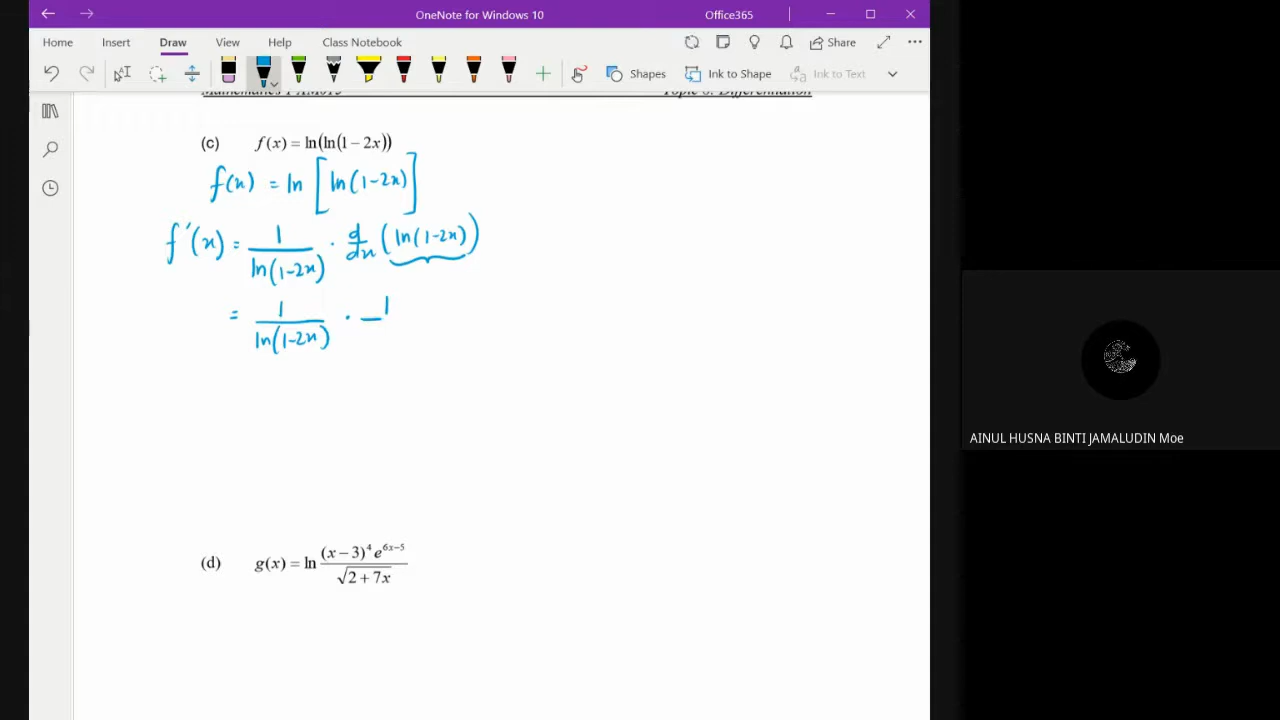 OneNote for Windows 10
Office365
Home Insert Draw View Help Class Notebook
Share
Shapes Ink to Shape Ink to Text
Topic 6: Differentiation
(c) f(x) = ln(ln(1 − 2x))
f(x) = ln [ln(1-2x)]
f'(x) = 1/ln(1-2x) · d/dx (ln(1-2x))
= 1/ln(1-2x) · 1
(d) g(x) = ln (x − 3)⁴ e^(6x−5) / √(2 + 7x)
AINUL HUSNA BINTI JAMALUDIN Moe